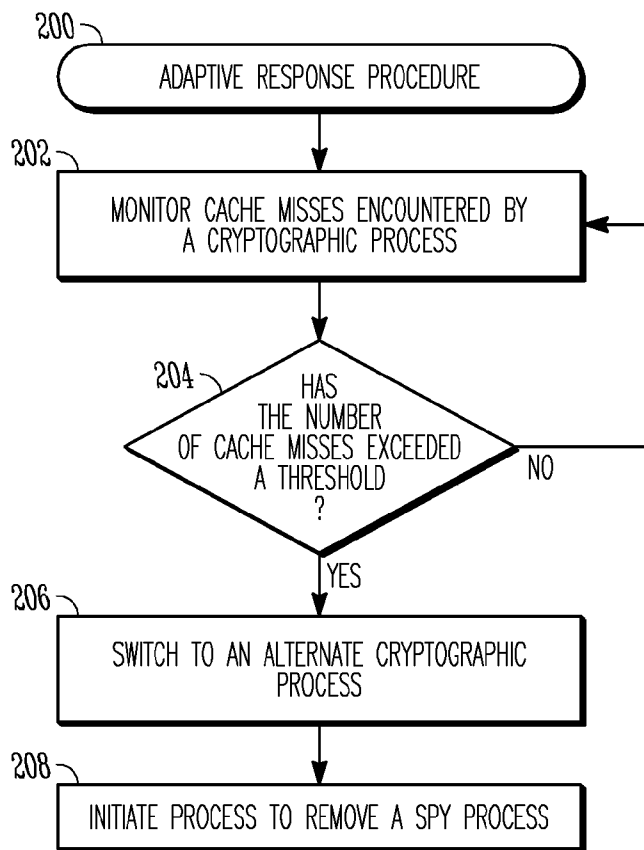 200
ADAPTIVE RESPONSE PROCEDURE
202
MONITOR CACHE MISSES ENCOUNTERED BY
A CRYPTOGRAPHIC PROCESS
204
HAS
THE NUMBER
OF CACHE MISSES EXCEEDED
A THRESHOLD
?
NO
YES
206
SWITCH TO AN ALTERNATE CRYPTOGRAPHIC
PROCESS
208
INITIATE PROCESS TO REMOVE A SPY PROCESS